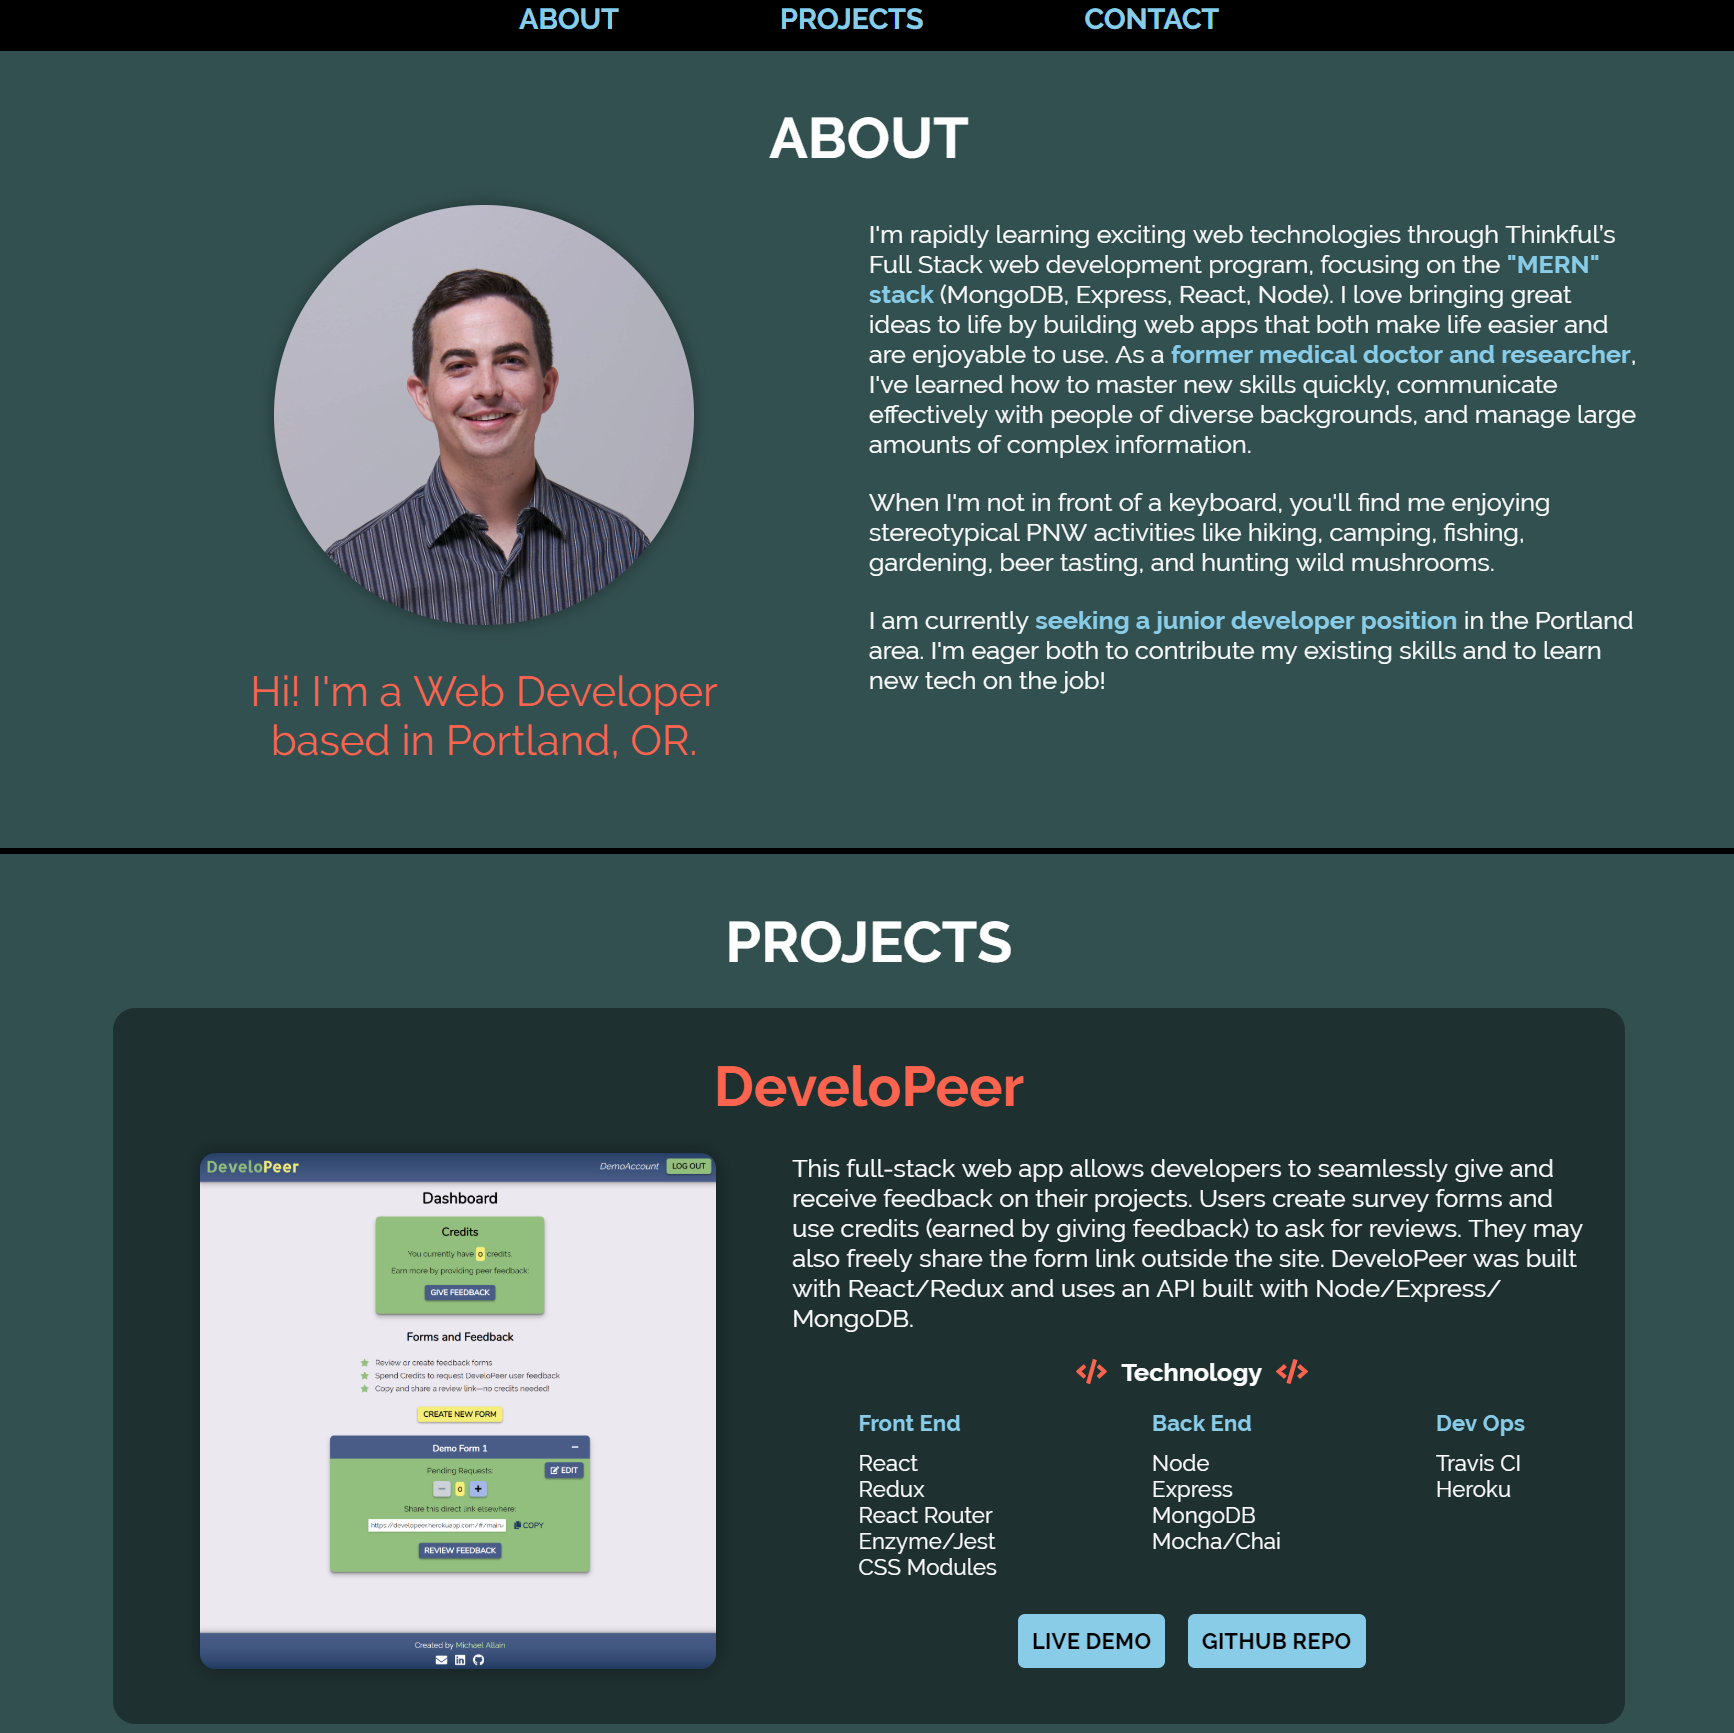 ABOUT PROJECTS CONTACT
ABOUT
Hi! I'm a Web Developer
based in Portland, OR.
I'm rapidly learning exciting web technologies through Thinkful’s
Full Stack web development program, focusing on the "MERN"
stack (MongoDB, Express, React, Node). I love bringing great
ideas to life by building web apps that both make life easier and
are enjoyable to use. As a former medical doctor and researcher,
I've learned how to master new skills quickly, communicate
effectively with people of diverse backgrounds, and manage large
amounts of complex information.
When I'm not in front of a keyboard, you'll find me enjoying
stereotypical PNW activities like hiking, camping, fishing,
gardening, beer tasting, and hunting wild mushrooms.
I am currently seeking a junior developer position in the Portland
area. I'm eager both to contribute my existing skills and to learn
new tech on the job!
PROJECTS
DeveloPeer
DeveloPeer DemoAccount LOG OUT
Dashboard
Credits
You currently have 0 credits.
Earn more by providing peer feedback:
GIVE FEEDBACK
Forms and Feedback
Review or create feedback forms
Spend Credits to request DeveloPeer user feedback
Copy and share a review link—no credits needed!
CREATE NEW FORM
Demo Form 1
Pending Requests: EDIT
− 0 +
Share this direct link elsewhere:
https://developeer.herokuapp.com/#/main/ COPY
REVIEW FEEDBACK
Created by Michael Allain
This full-stack web app allows developers to seamlessly give and
receive feedback on their projects. Users create survey forms and
use credits (earned by giving feedback) to ask for reviews. They may
also freely share the form link outside the site. DeveloPeer was built
with React/Redux and uses an API built with Node/Express/
MongoDB.
Technology
Front End
React
Redux
React Router
Enzyme/Jest
CSS Modules
Back End
Node
Express
MongoDB
Mocha/Chai
Dev Ops
Travis CI
Heroku
LIVE DEMO GITHUB REPO